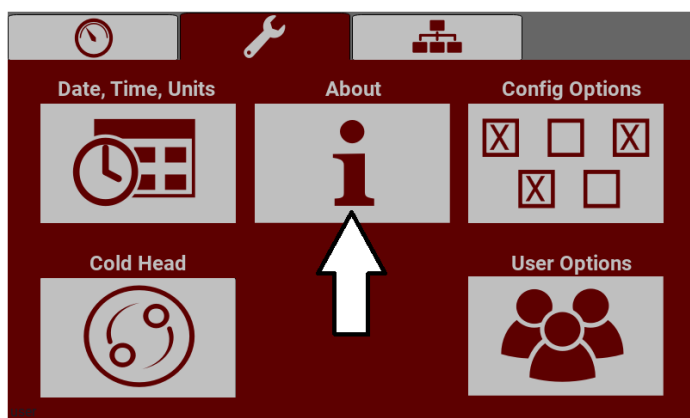 Date, Time, Units
About
Config Options
X
X
X
Cold Head
User Options